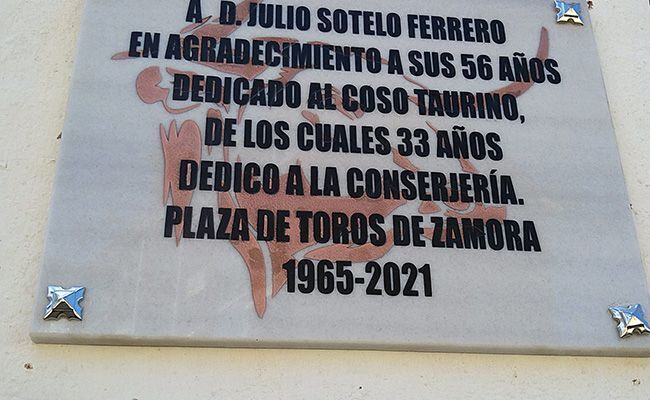 A D. JULIO SOTELO FERRERO
EN AGRADECIMIENTO A SUS 56 AÑOS
DEDICADO AL COSO TAURINO,
DE LOS CUALES 33 AÑOS
DEDICO A LA CONSERJERÍA.
PLAZA DE TOROS DE ZAMORA
1965-2021